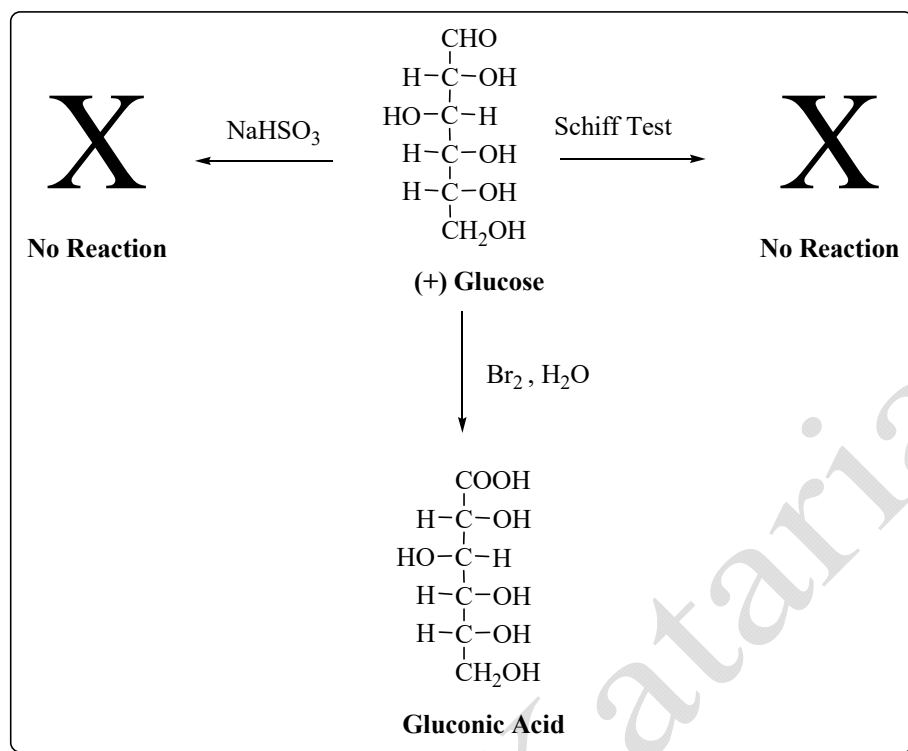 CHO
H–C–OH
HO–C–H
H–C–OH
H–C–OH
CH₂OH
(+) Glucose
NaHSO₃
X
No Reaction
Schiff Test
X
No Reaction
Br₂ , H₂O
COOH
H–C–OH
HO–C–H
H–C–OH
H–C–OH
CH₂OH
Gluconic Acid
Kataria